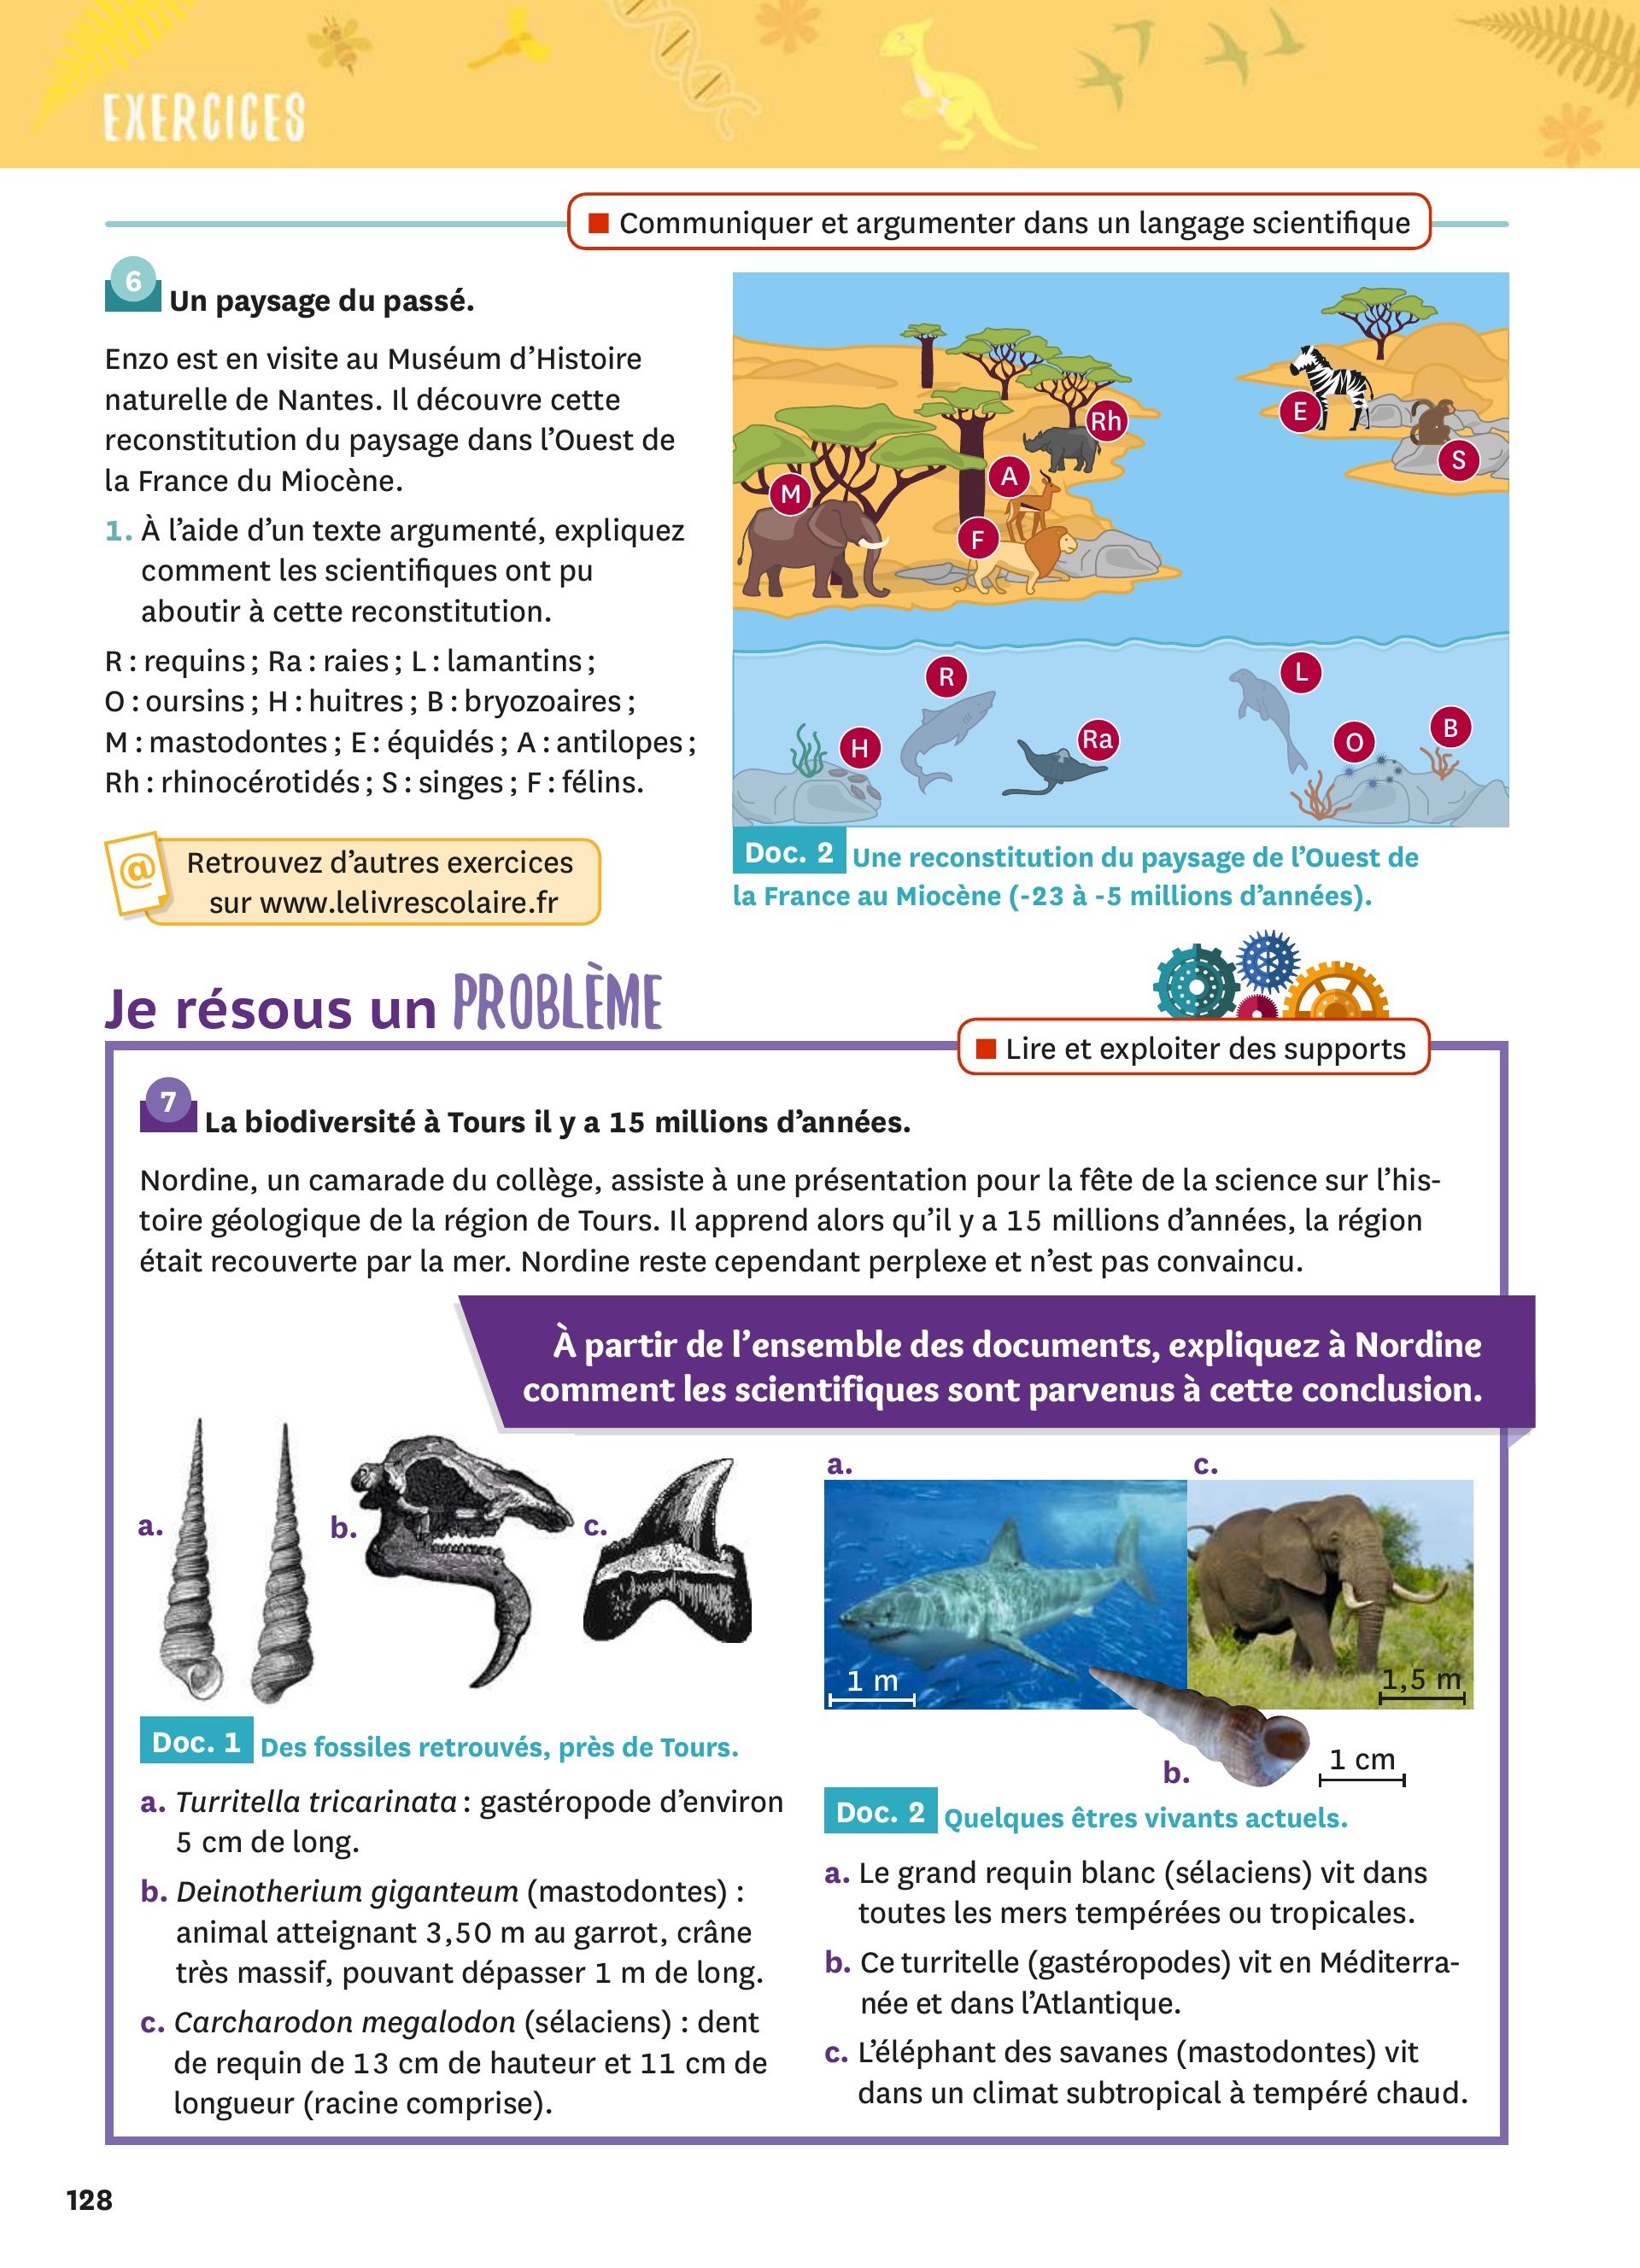 EXERCICES
Communiquer et argumenter dans un langage scientifique
6
Un paysage du passé.
Enzo est en visite au Muséum d’Histoire
naturelle de Nantes. Il découvre cette
reconstitution du paysage dans l’Ouest de
la France du Miocène.
1. À l’aide d’un texte argumenté, expliquez
comment les scientifiques ont pu
aboutir à cette reconstitution.
R : requins ; Ra : raies ; L : lamantins ;
O : oursins ; H : huitres ; B : bryozoaires ;
M : mastodontes ; E : équidés ; A : antilopes ;
Rh : rhinocérotidés ; S : singes ; F : félins.
@
Retrouvez d’autres exercices
sur www.lelivrescolaire.fr
E
Rh
S
A
M
F
R
L
H
Ra
O
B
Doc. 2 Une reconstitution du paysage de l’Ouest de
la France au Miocène (-23 à -5 millions d’années).
Je résous un PROBLÈME
Lire et exploiter des supports
7
La biodiversité à Tours il y a 15 millions d’années.
Nordine, un camarade du collège, assiste à une présentation pour la fête de la science sur l’his-
toire géologique de la région de Tours. Il apprend alors qu’il y a 15 millions d’années, la région
était recouverte par la mer. Nordine reste cependant perplexe et n’est pas convaincu.
À partir de l’ensemble des documents, expliquez à Nordine
comment les scientifiques sont parvenus à cette conclusion.
a.
b.
c.
Doc. 1 Des fossiles retrouvés, près de Tours.
a. Turritella tricarinata : gastéropode d’environ
5 cm de long.
b. Deinotherium giganteum (mastodontes) :
animal atteignant 3,50 m au garrot, crâne
très massif, pouvant dépasser 1 m de long.
c. Carcharodon megalodon (sélaciens) : dent
de requin de 13 cm de hauteur et 11 cm de
longueur (racine comprise).
a.
c.
1 m
1,5 m
b.
1 cm
Doc. 2 Quelques êtres vivants actuels.
a. Le grand requin blanc (sélaciens) vit dans
toutes les mers tempérées ou tropicales.
b. Ce turritelle (gastéropodes) vit en Méditerra-
née et dans l’Atlantique.
c. L’éléphant des savanes (mastodontes) vit
dans un climat subtropical à tempéré chaud.
128